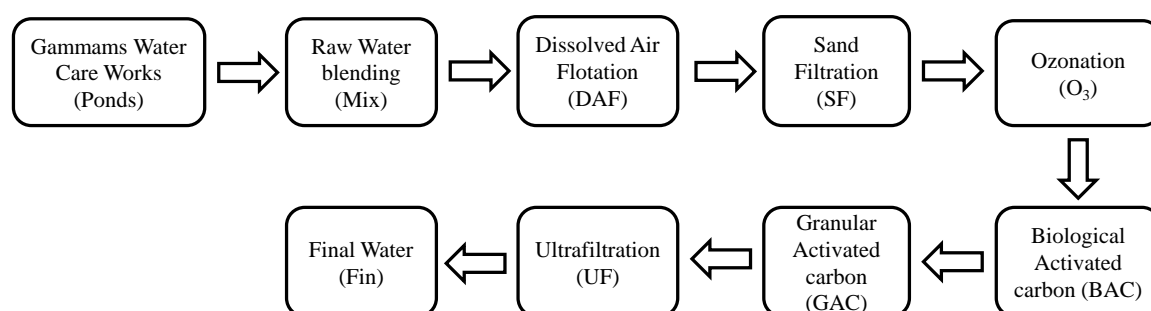 Gammams Water
Care Works
(Ponds)
Raw Water
blending
(Mix)
Dissolved Air
Flotation
(DAF)
Sand
Filtration
(SF)
Ozonation
(O₃)
Biological
Activated
carbon (BAC)
Granular
Activated
carbon
(GAC)
Ultrafiltration
(UF)
Final Water
(Fin)